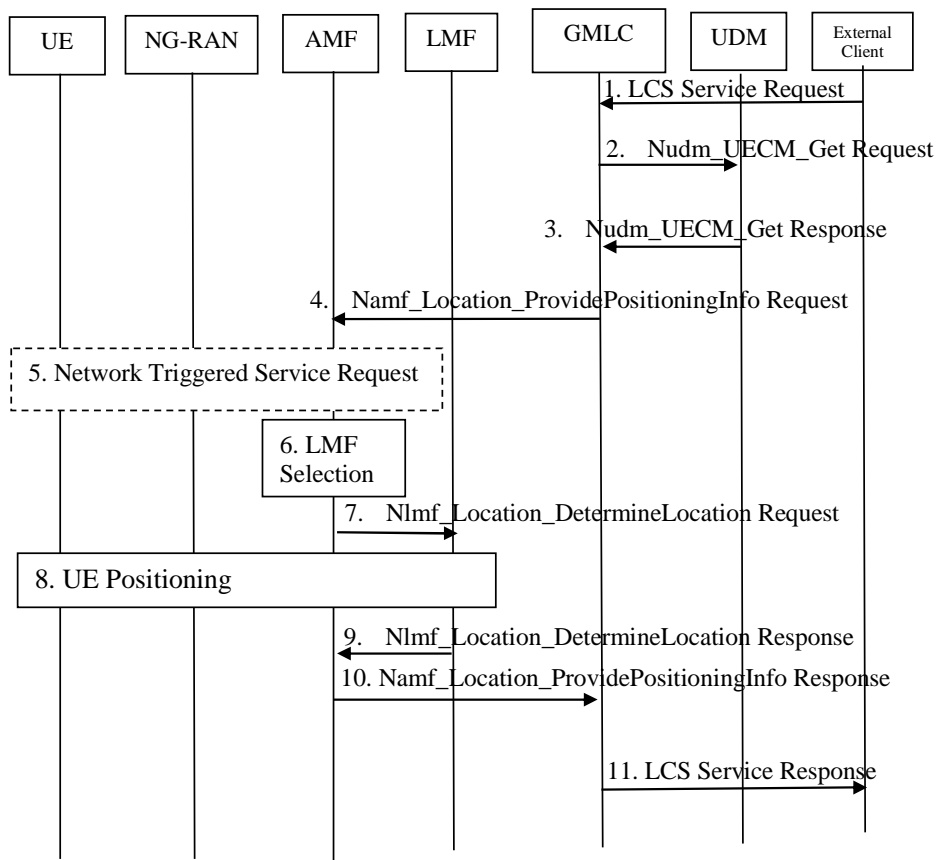 UE
NG-RAN
AMF
LMF
GMLC
UDM
External
Client
1. LCS Service Request
2. Nudm_UECM_Get Request
3. Nudm_UECM_Get Response
4. Namf_Location_ProvidePositioningInfo Request
5. Network Triggered Service Request
6. LMF
Selection
7. Nlmf_Location_DetermineLocation Request
8. UE Positioning
9. Nlmf_Location_DetermineLocation Response
10. Namf_Location_ProvidePositioningInfo Response
11. LCS Service Response